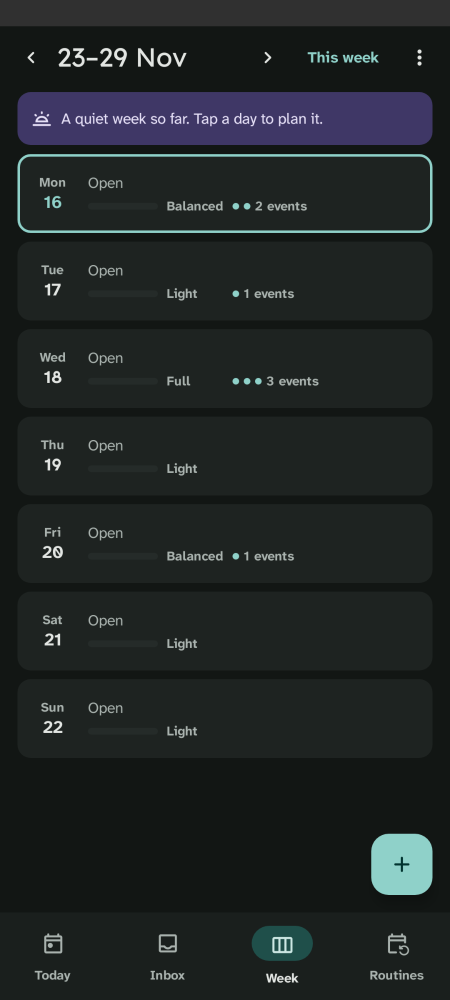 23–29 Nov
This week
A quiet week so far. Tap a day to plan it.
Mon
16
Open
Balanced
2 events
Tue
17
Open
Light
1 events
Wed
18
Open
Full
3 events
Thu
19
Open
Light
Fri
20
Open
Balanced
1 events
Sat
21
Open
Light
Sun
22
Open
Light
Today
Inbox
Week
Routines